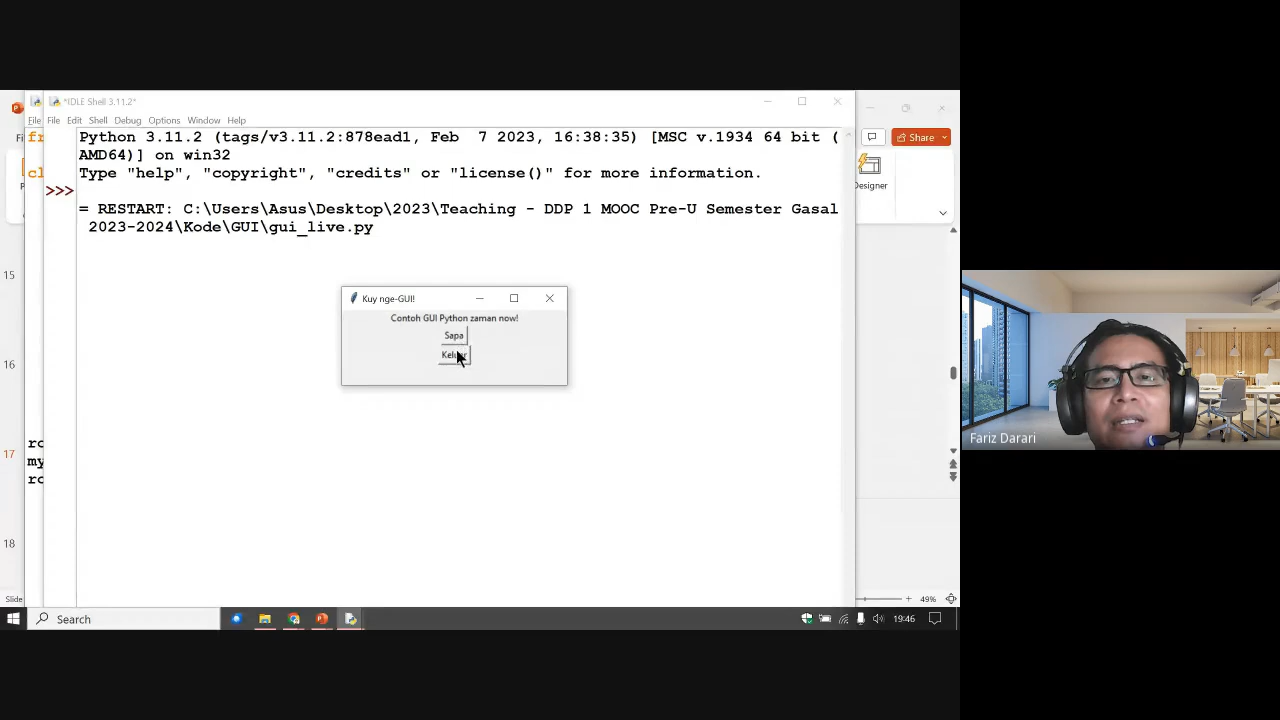 *IDLE Shell 3.11.2*
File
File Edit Shell Debug Options Window Help
Share
Designer
Python 3.11.2 (tags/v3.11.2:878ead1, Feb 7 2023, 16:38:35) [MSC v.1934 64 bit (
AMD64)] on win32
Type "help", "copyright", "credits" or "license()" for more information.
>>>
= RESTART: C:\Users\Asus\Desktop\2023\Teaching - DDP 1 MOOC Pre-U Semester Gasal
2023-2024\Kode\GUI\gui_live.py
Kuy nge-GUI!
Contoh GUI Python zaman now!
Sapa
15
16
17
18
my
Slide
49%
Search
19:46
Fariz Darari